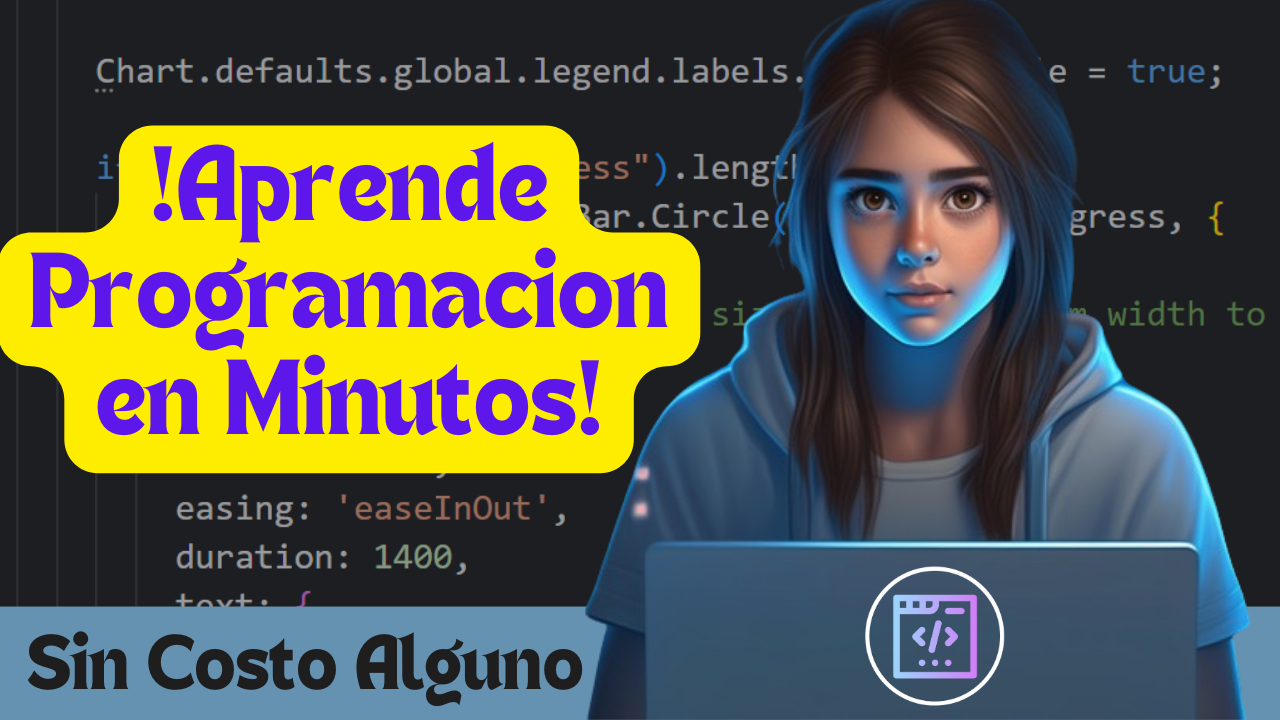 Chart.defaults.global.legend.labels. e = true;
!Aprende
Programacion
en Minutos!
ess").length
Bar.Circle( gress, {
width to
easing: 'easeInOut',
duration: 1400,
text: {
Sin Costo Alguno
</>